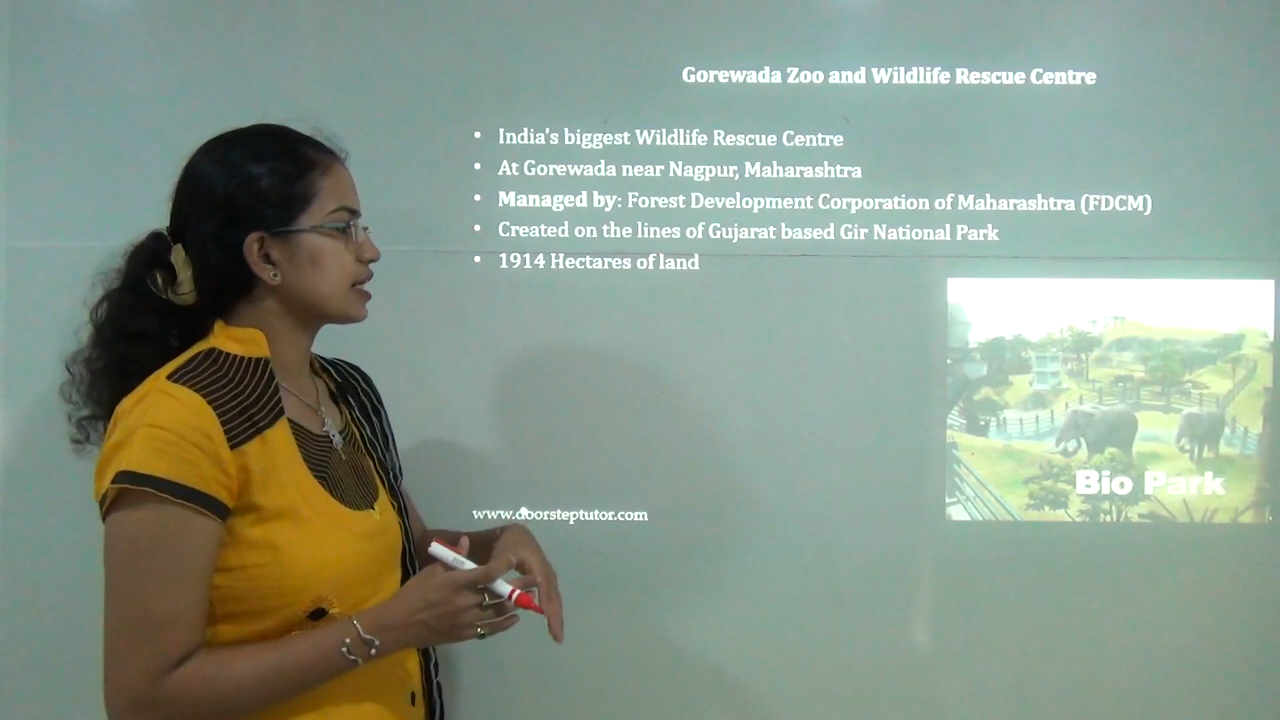 Gorewada Zoo and Wildlife Rescue Centre
• India's biggest Wildlife Rescue Centre
• At Gorewada near Nagpur, Maharashtra
• Managed by: Forest Development Corporation of Maharashtra (FDCM)
• Created on the lines of Gujarat based Gir National Park
• 1914 Hectares of land
Bio Park
www.doorsteptutor.com